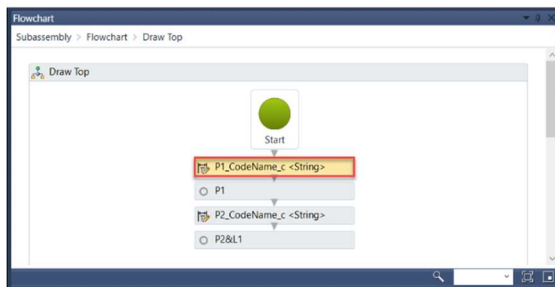 Flowchart
Subassembly > Flowchart > Draw Top
Draw Top
Start
P1_CodeName_c <String>
P1
P2_CodeName_c <String>
P2&L1